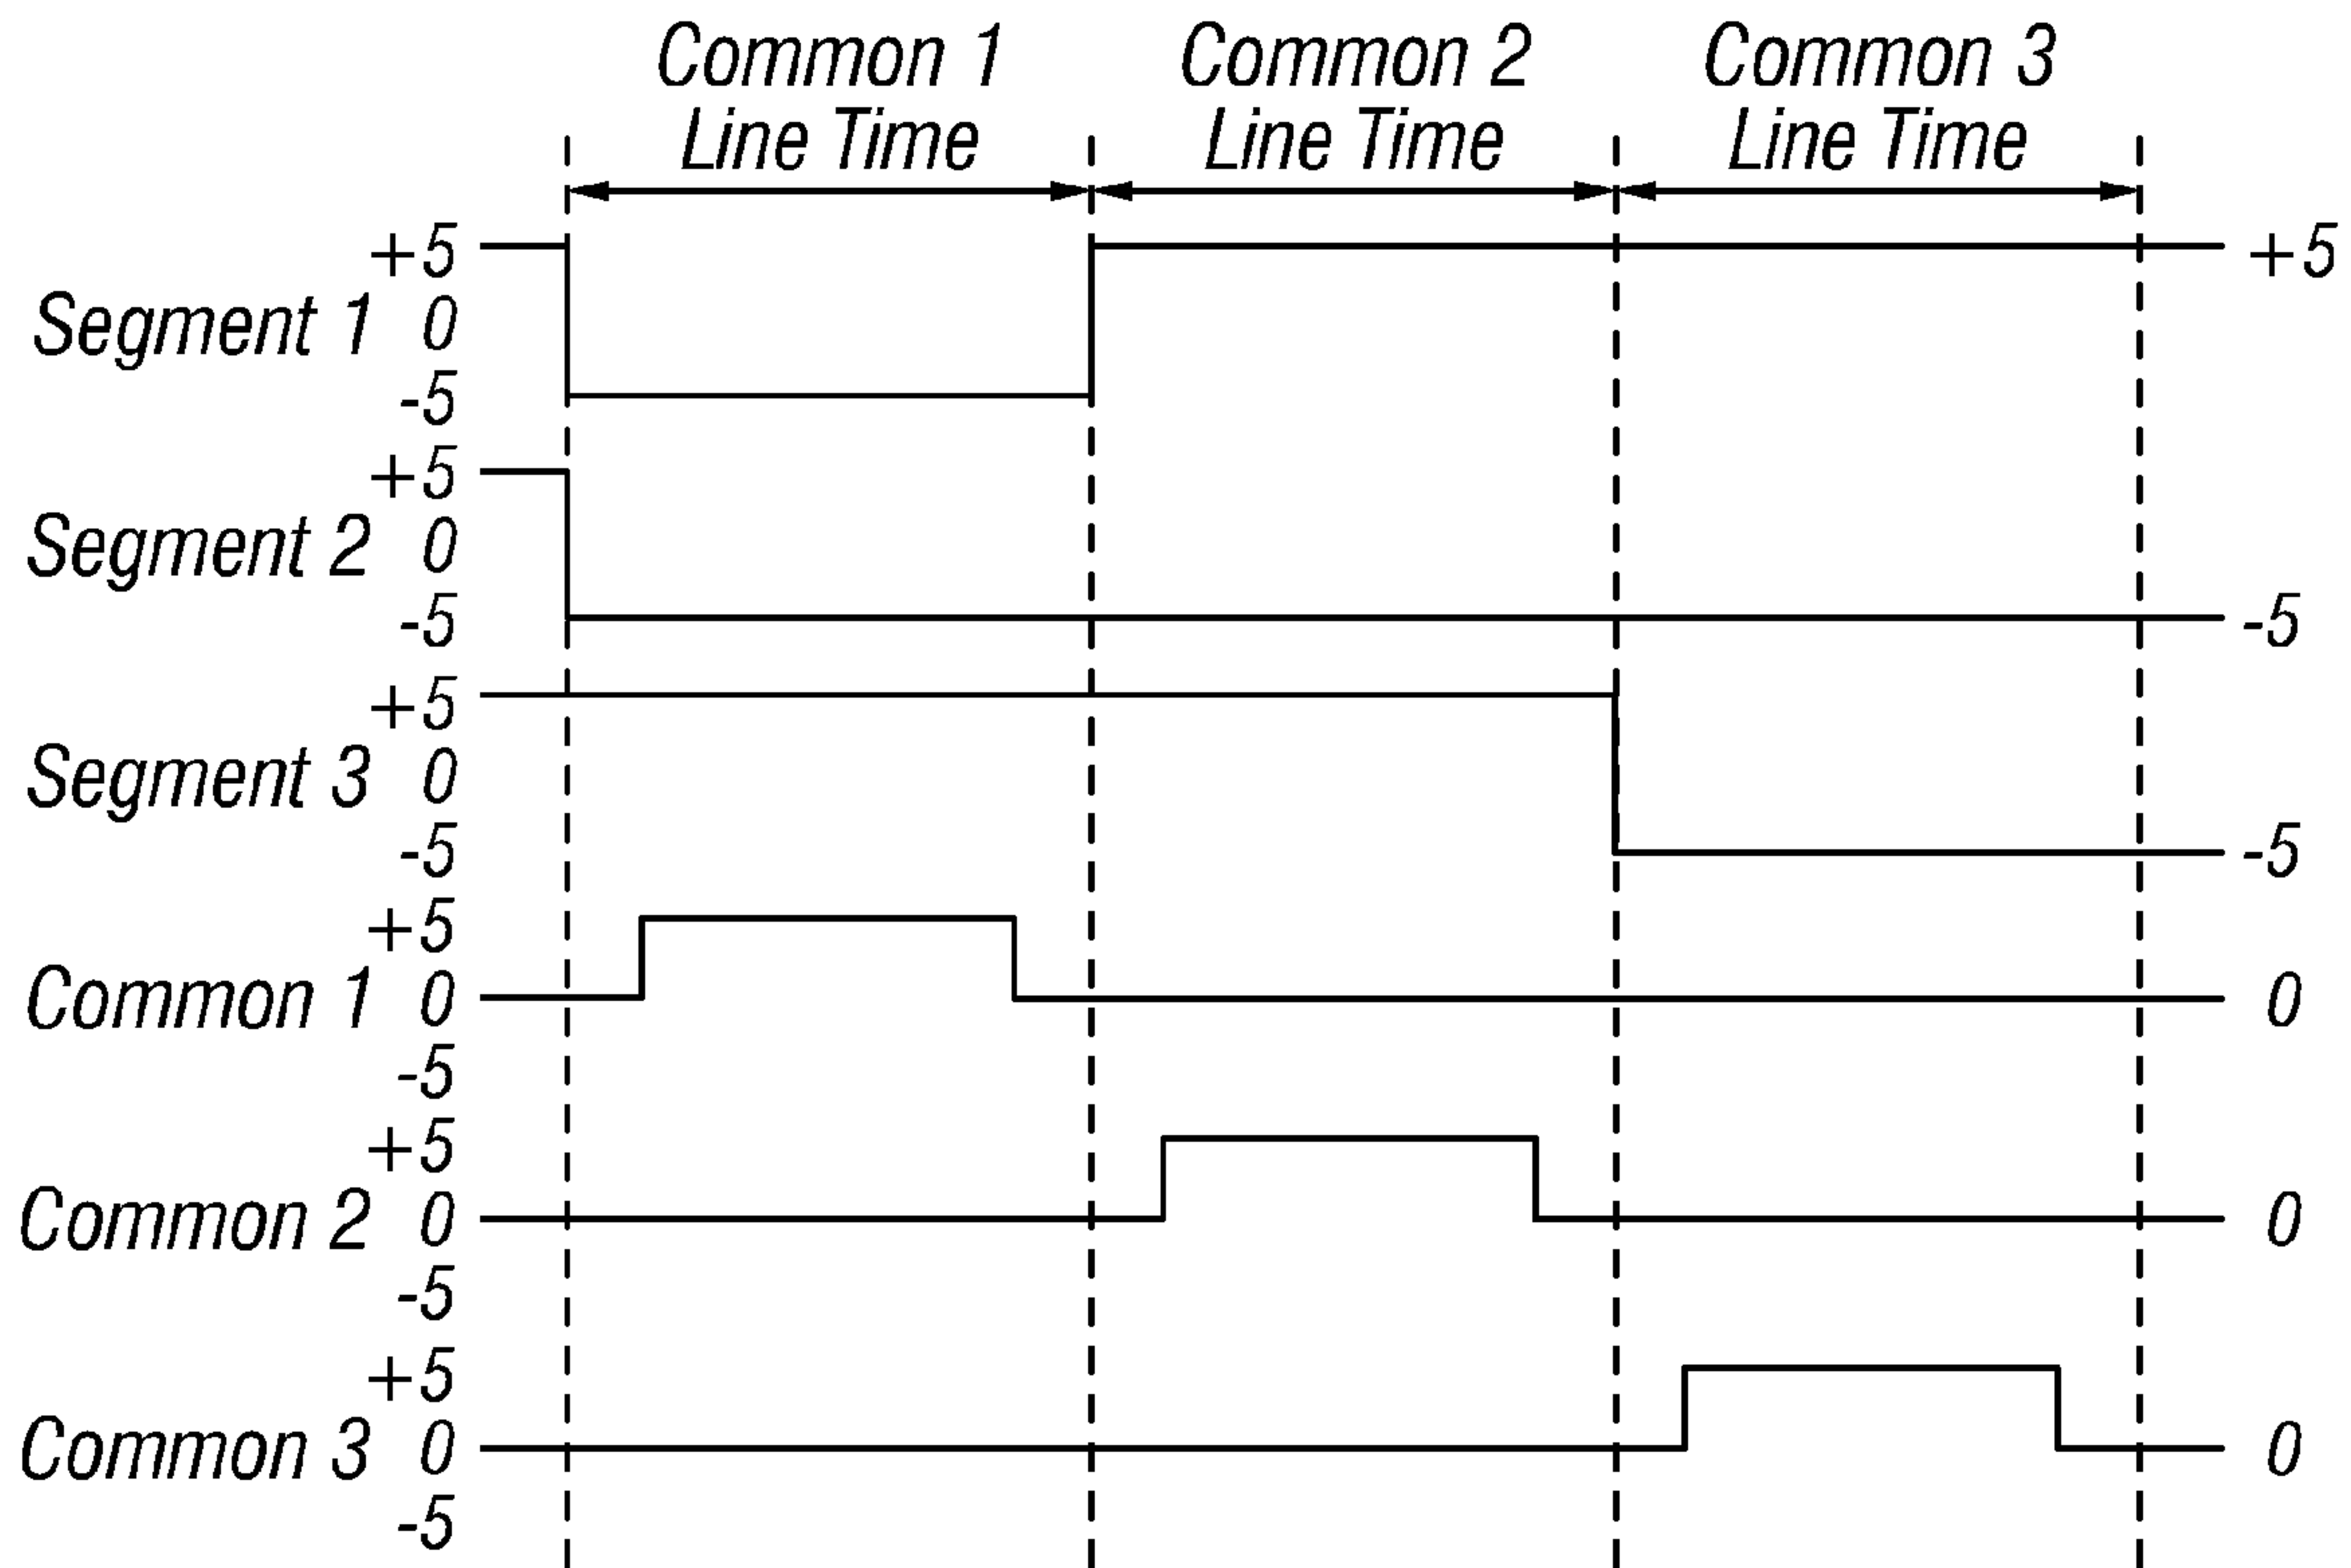 Common 1 Common 2 Common 3
Line Time Line Time Line Time
+5 +5
Segment 1 0
-5
+5
Segment 2 0
-5 -5
+5
Segment 3 0
-5 -5
+5
Common 1 0 0
-5
+5
Common 2 0 0
-5
+5
Common 3 0 0
-5